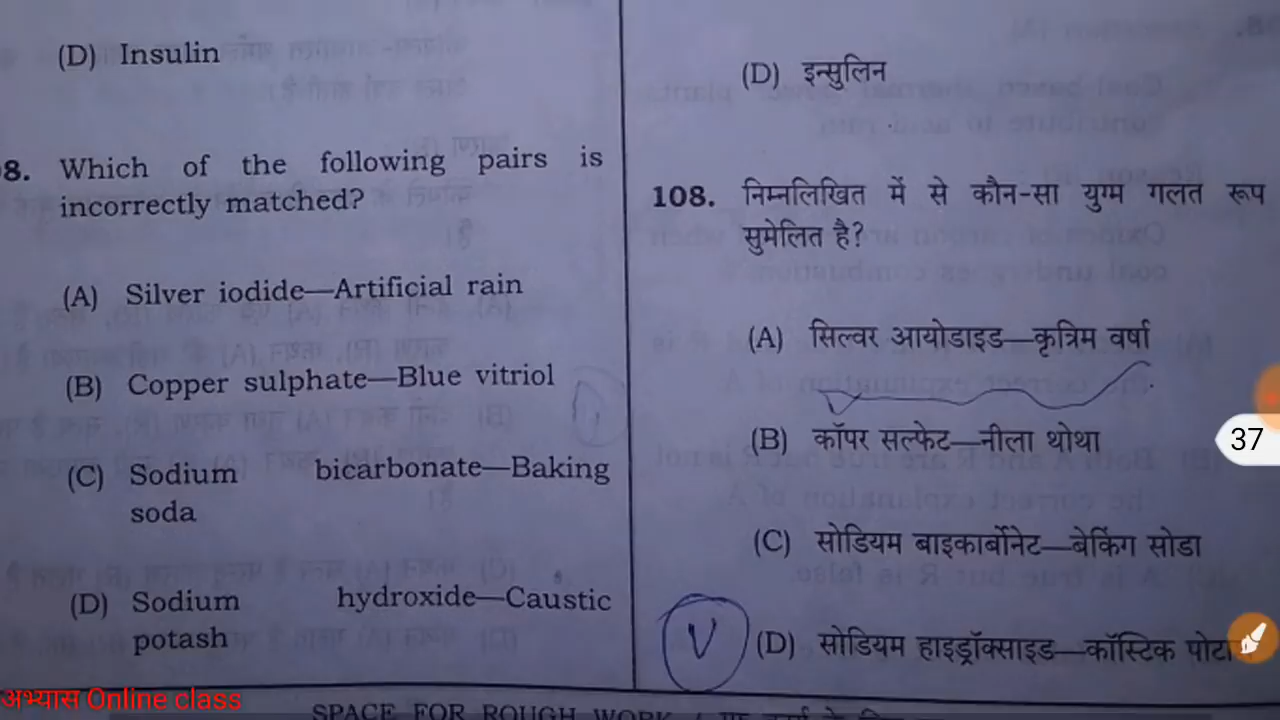 (D) Insulin
8. Which of the following pairs is
incorrectly matched?
(A) Silver iodide—Artificial rain
(B) Copper sulphate—Blue vitriol
(C) Sodium bicarbonate—Baking
soda
(D) Sodium hydroxide—Caustic
potash
(D) इन्सुलिन
108. निम्नलिखित में से कौन-सा युग्म गलत रूप
सुमेलित है?
(A) सिल्वर आयोडाइड—कृत्रिम वर्षा
(B) कॉपर सल्फेट—नीला थोथा
(C) सोडियम बाइकार्बोनेट—बेकिंग सोडा
(D) सोडियम हाइड्रॉक्साइड—कॉस्टिक
37
अभ्यास Online class
SPACE FOR ROUGH WORK /